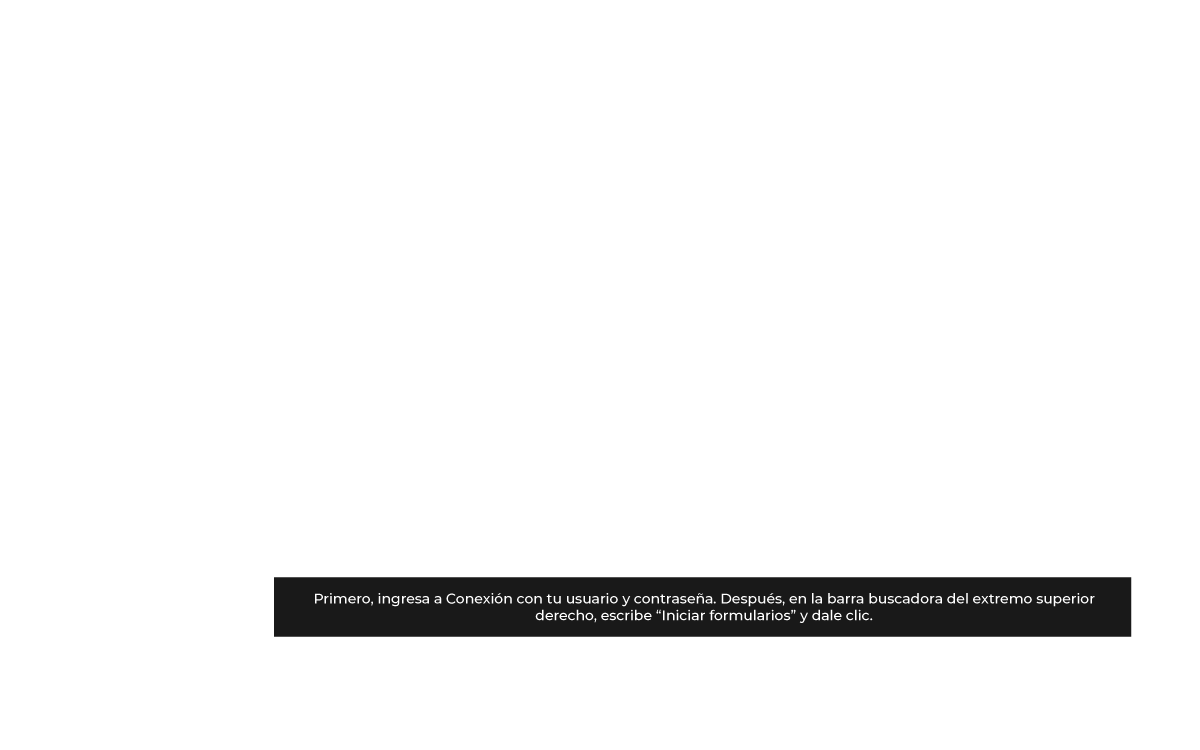 Primero, ingresa a Conexión con tu usuario y contraseña. Después, en la barra buscadora del extremo superior
derecho, escribe “Iniciar formularios” y dale clic.